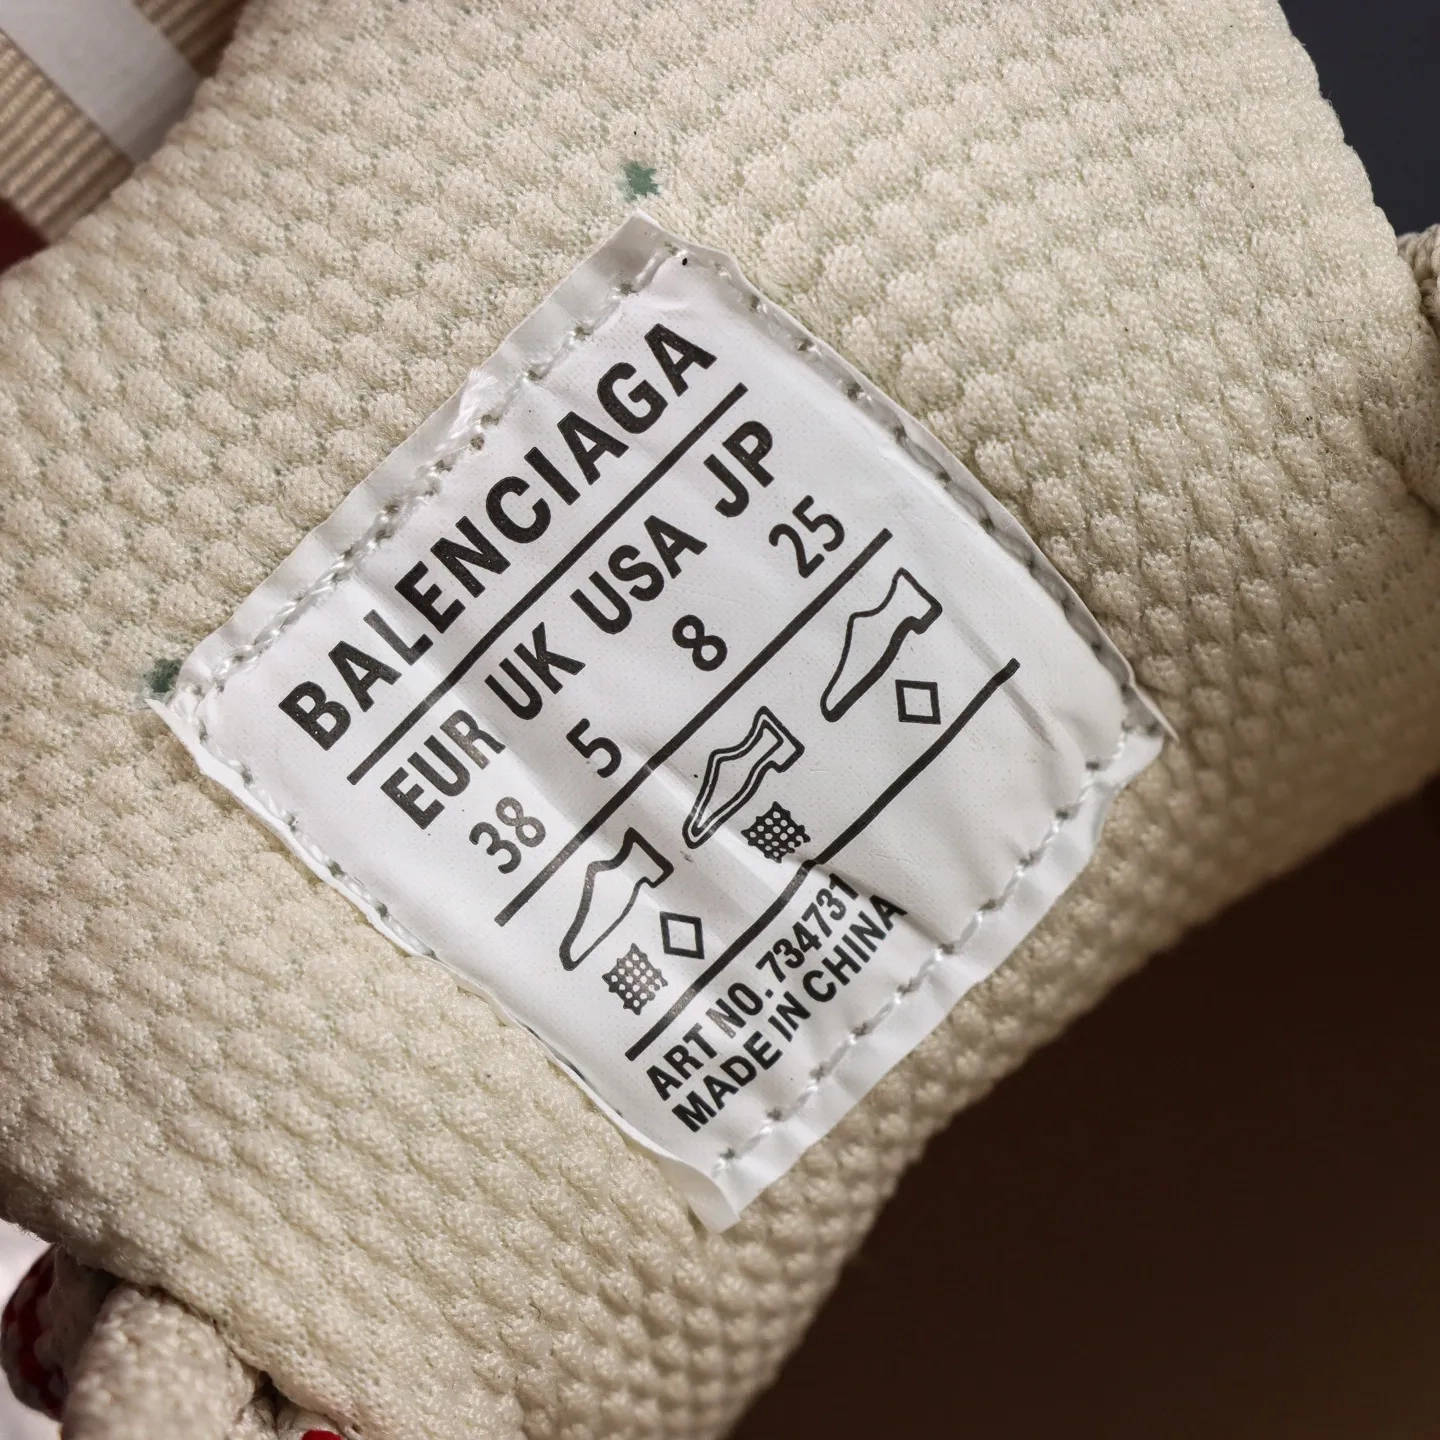 BALENCIAGA
EUR UK USA JP
38 5 8 25
ART NO. 734731
MADE IN CHINA